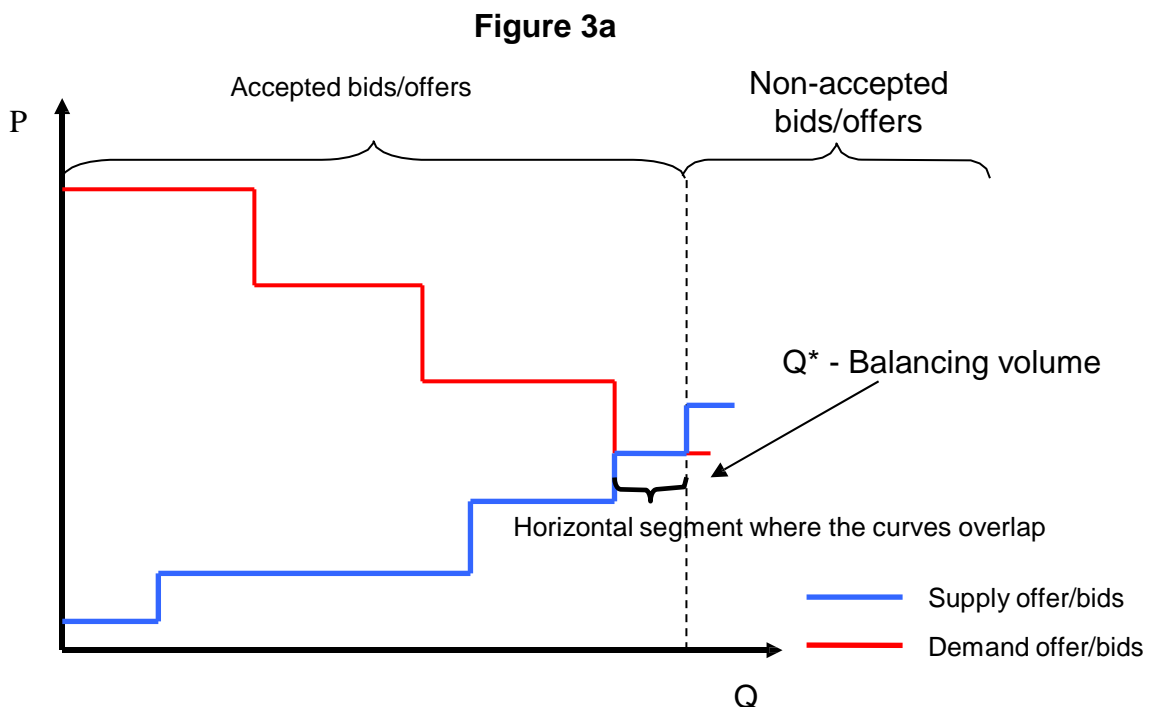 Figure 3a
Accepted bids/offers
Non-accepted
bids/offers
P
Q* - Balancing volume
Horizontal segment where the curves overlap
Supply offer/bids
Demand offer/bids
Q